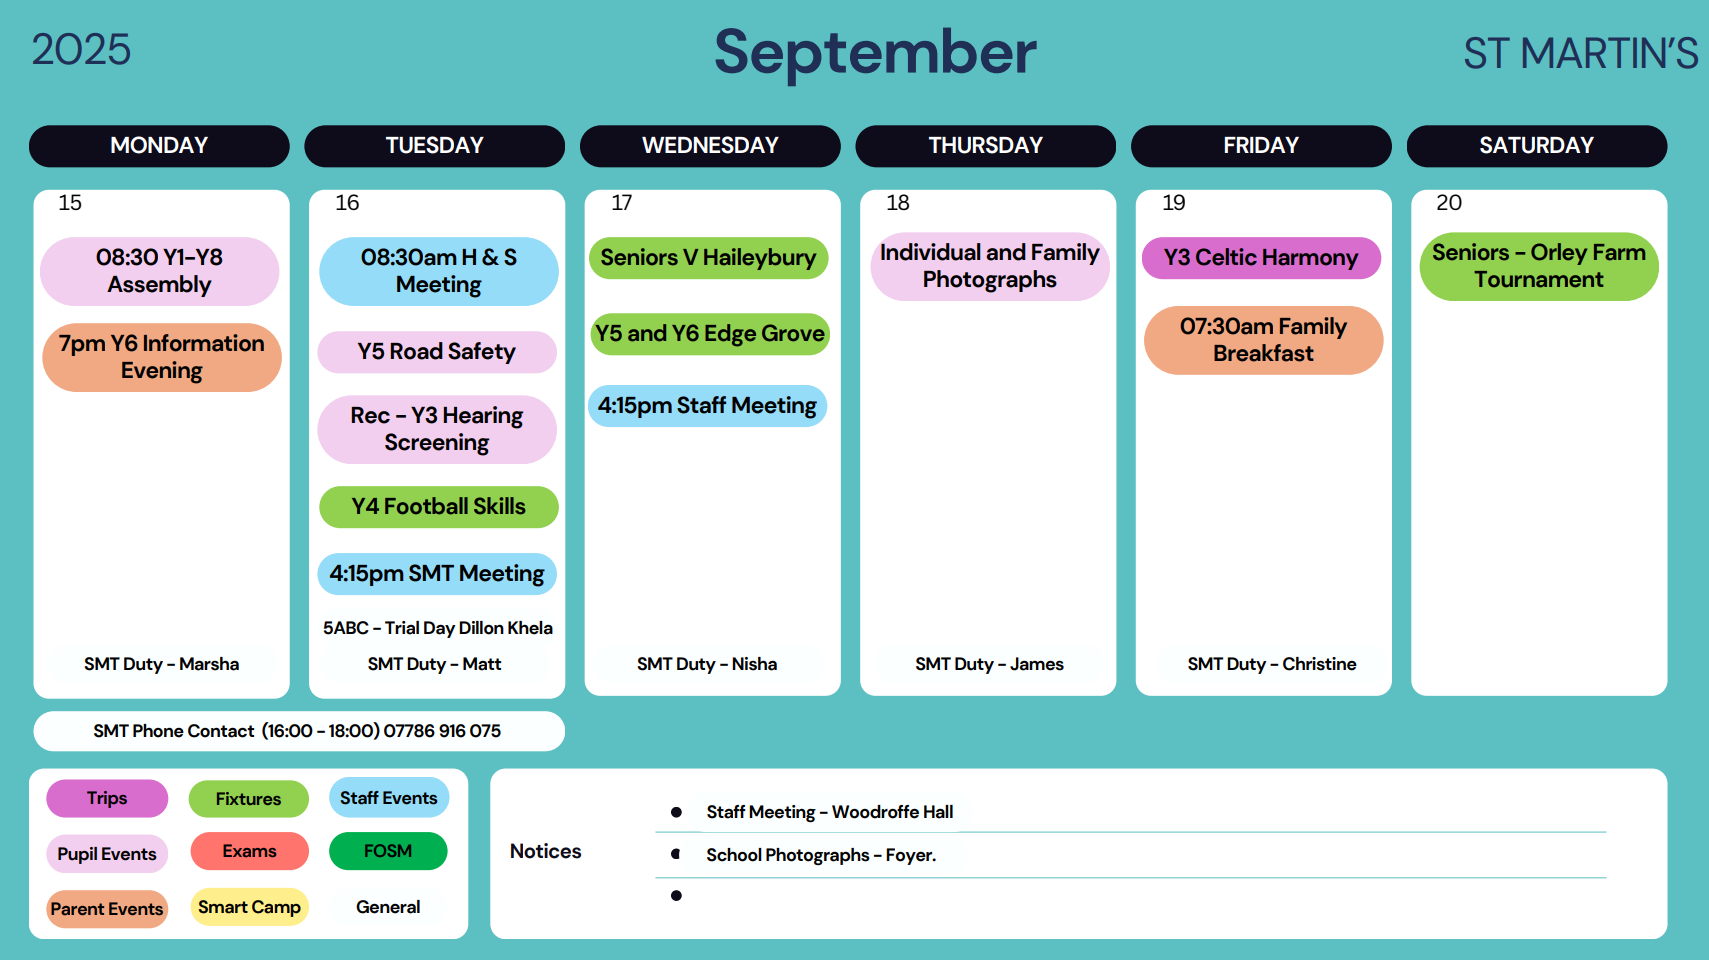 2025
September
ST MARTIN'S
MONDAY
TUESDAY
WEDNESDAY
THURSDAY
FRIDAY
SATURDAY
15
08:30 Y1-Y8
Assembly
7pm Y6 Information
Evening
SMT Duty - Marsha
16
08:30am H & S
Meeting
Y5 Road Safety
Rec - Y3 Hearing
Screening
Y4 Football Skills
4:15pm SMT Meeting
5ABC - Trial Day Dillon Khela
SMT Duty - Matt
17
Seniors V Haileybury
Y5 and Y6 Edge Grove
4:15pm Staff Meeting
SMT Duty - Nisha
18
Individual and Family
Photographs
SMT Duty - James
19
Y3 Celtic Harmony
07:30am Family
Breakfast
SMT Duty - Christine
20
Seniors - Orley Farm
Tournament
SMT Phone Contact (16:00 - 18:00) 07786 916 075
Trips
Fixtures
Staff Events
Pupil Events
Exams
FOSM
Parent Events
Smart Camp
General
Notices
Staff Meeting - Woodroffe Hall
School Photographs - Foyer.